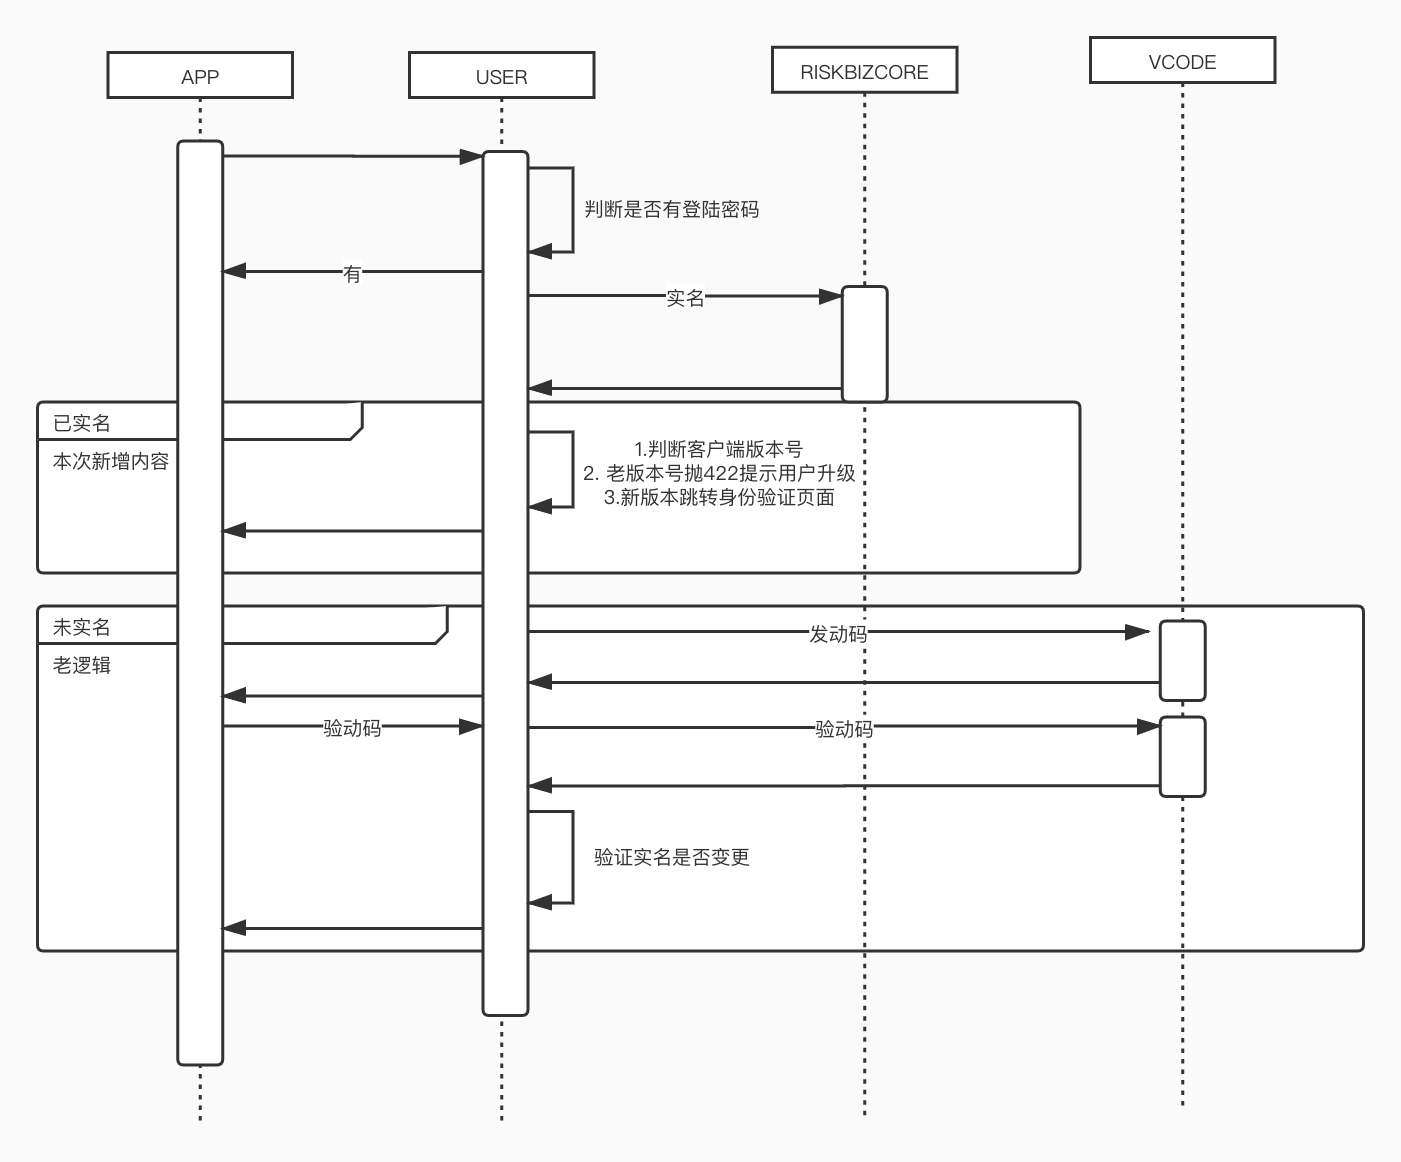 APP
USER
RISKBIZCORE
VCODE
判断是否有登陆密码
有
实名
已实名
本次新增内容
1.判断客户端版本号
2. 老版本号抛422提示用户升级
3.新版本跳转身份验证页面
未实名
老逻辑
发动码
验动码
验动码
验证实名是否变更